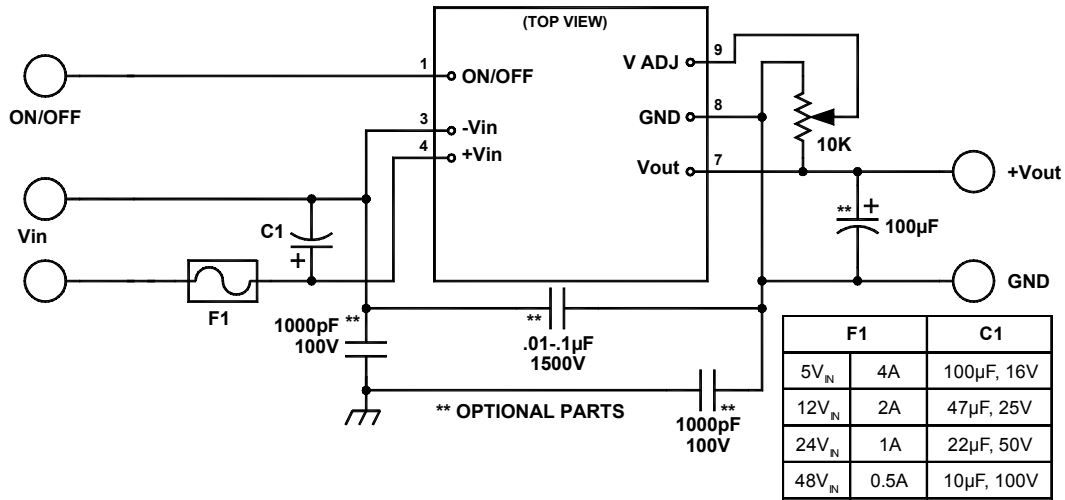 (TOP VIEW)
9
V ADJ
1
ON/OFF
ON/OFF
8
GND
3
-Vin
10K
4
+Vin
7
Vout
+Vout
**
+
100µF
Vin
C1
+
GND
F1
1000pF **
100V
**
.01-.1µF
1500V
** OPTIONAL PARTS
**
1000pF
100V
F1 C1
5VIN 4A 100µF, 16V
12VIN 2A 47µF, 25V
24VIN 1A 22µF, 50V
48VIN 0.5A 10µF, 100V